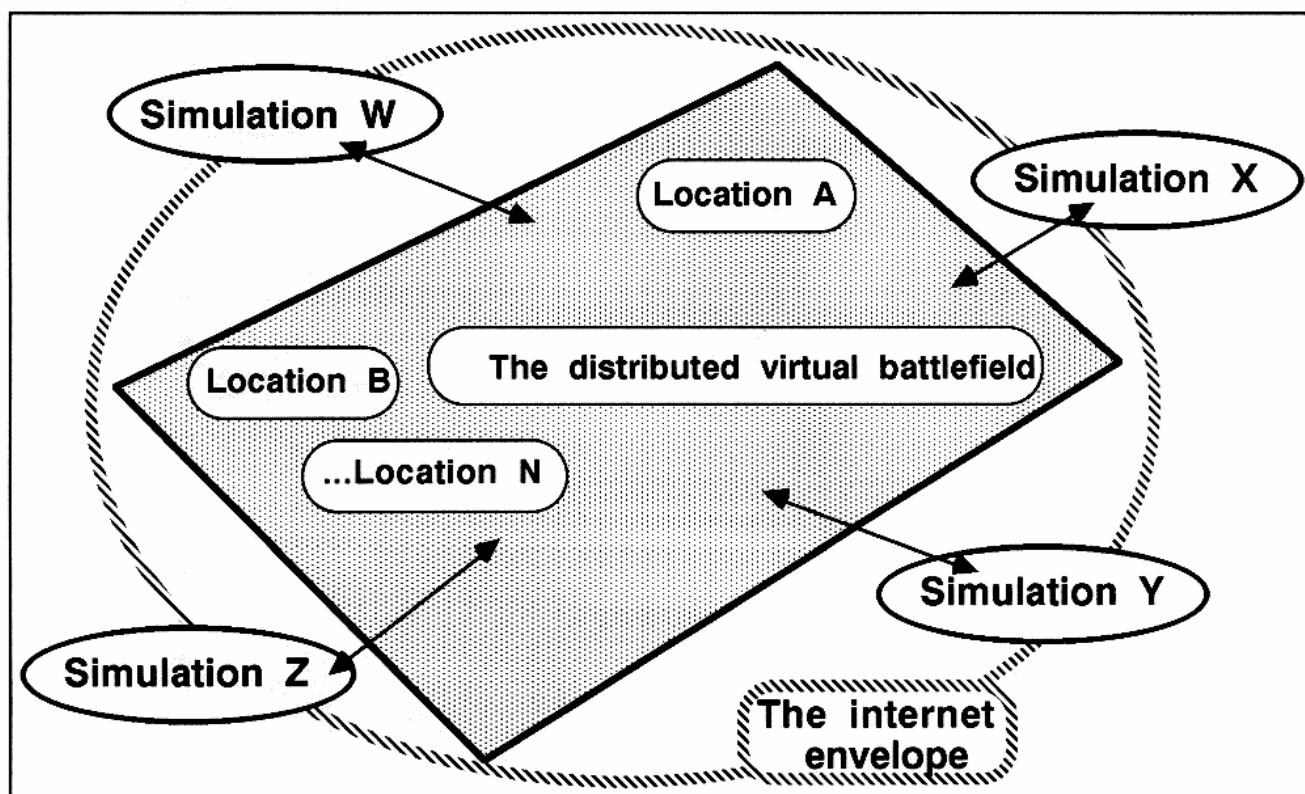 Simulation W
Simulation X
Location A
The distributed virtual battlefield
Location B
...Location N
Simulation Y
Simulation Z
The internet
envelope